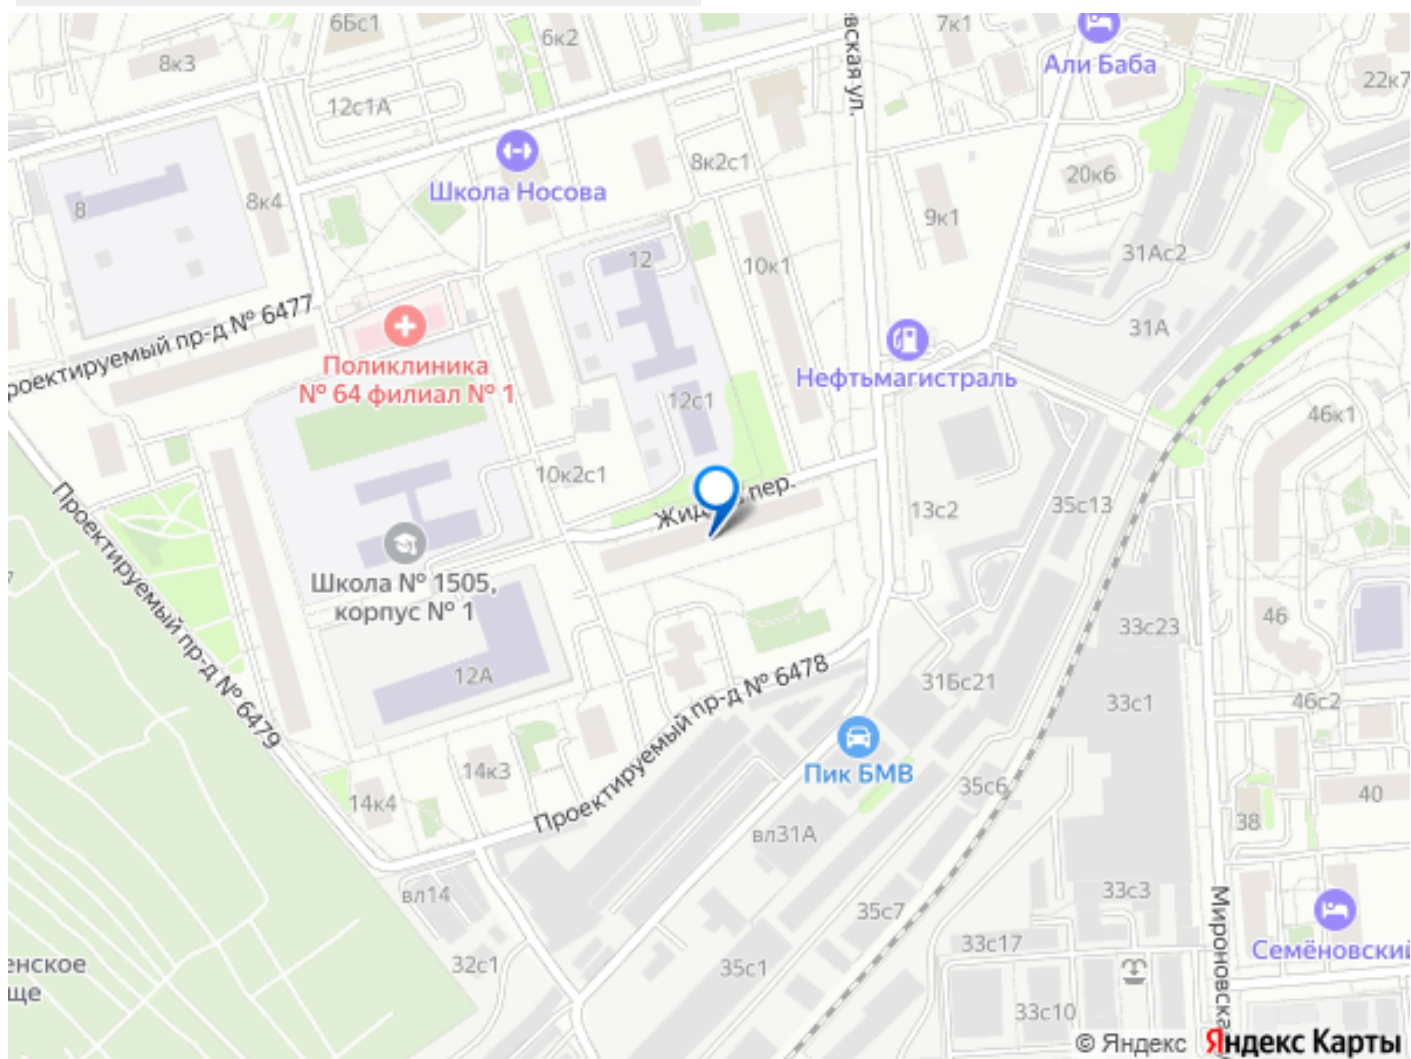 6Бс1
6к2
7к1
8к3
Али Баба
22к7
12с1А
Школа Носова
8к2с1
20к6
8
8к4
9к1
12
10к1
31Ас2
31А
Проектируемый пр-д № 6477
Поликлиника
№ 64 филиал № 1
Нефтьмагистраль
12с1
46к1
10к2с1
пер.
13с2
35с13
Школа № 1505,
корпус № 1
Проектируемый пр-д № 6479
33с23
46
12А
31Бс21
33с1
46с2
Проектируемый пр-д № 6478
14к3
Пик БМВ
35с6
40
14к4
38
вл31А
вл14
33с3
35с7
33с17
Семёновский
32с1
35с1
33с10
© Яндекс
Яндекс Карты